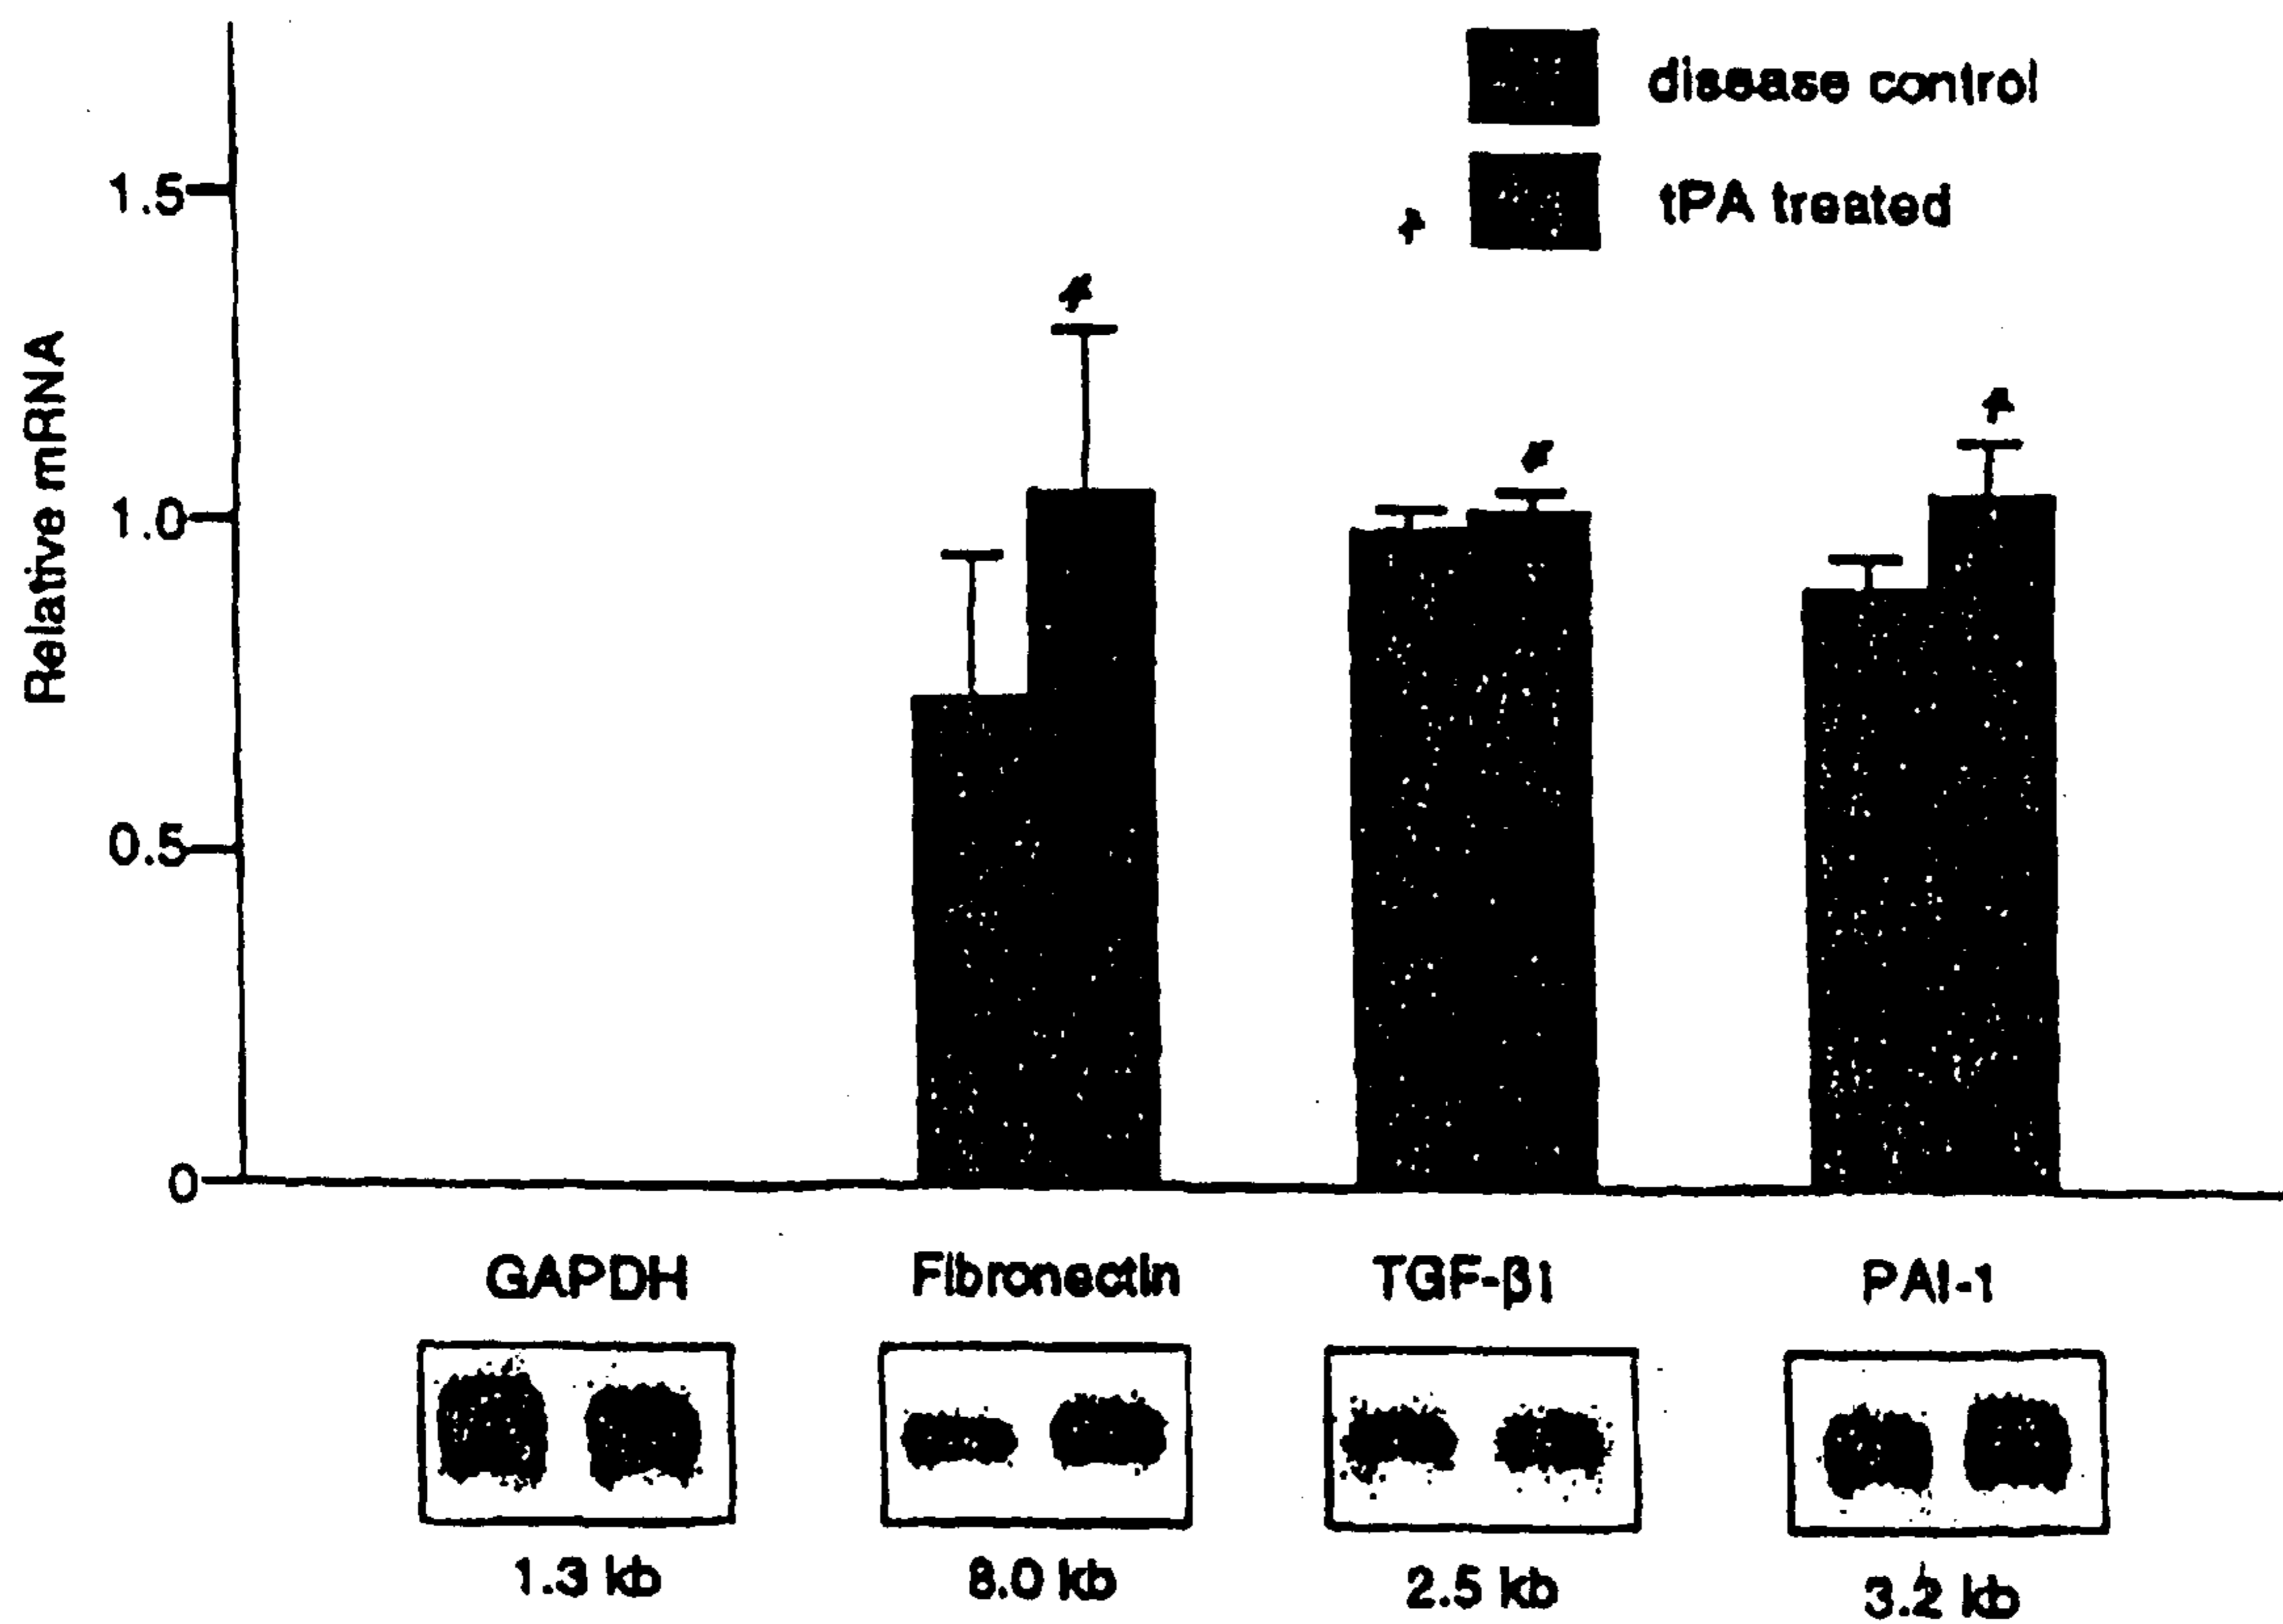 disease control
tPA treated
1.5
1.0
0.5
0
Relative mRNA
GAPDH
Fibronectin
TGF-β1
PAI-1
1.3 kb
8.0 kb
2.5 kb
3.2 kb